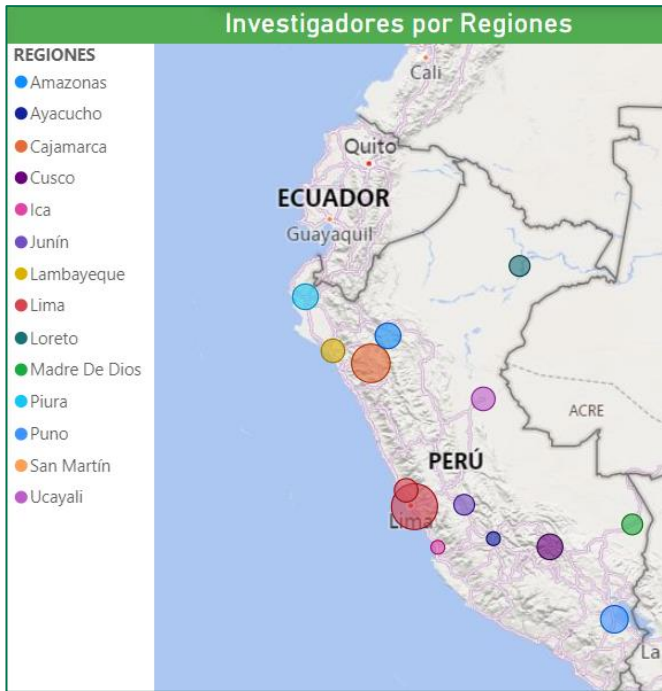 Investigadores por Regiones
REGIONES
Amazonas
Ayacucho
Cajamarca
Cusco
Ica
Junín
Lambayeque
Lima
Loreto
Madre De Dios
Piura
Puno
San Martín
Ucayali
Cali
Quito
ECUADOR
Guayaquil
ACRE
PERÚ
Lima
La